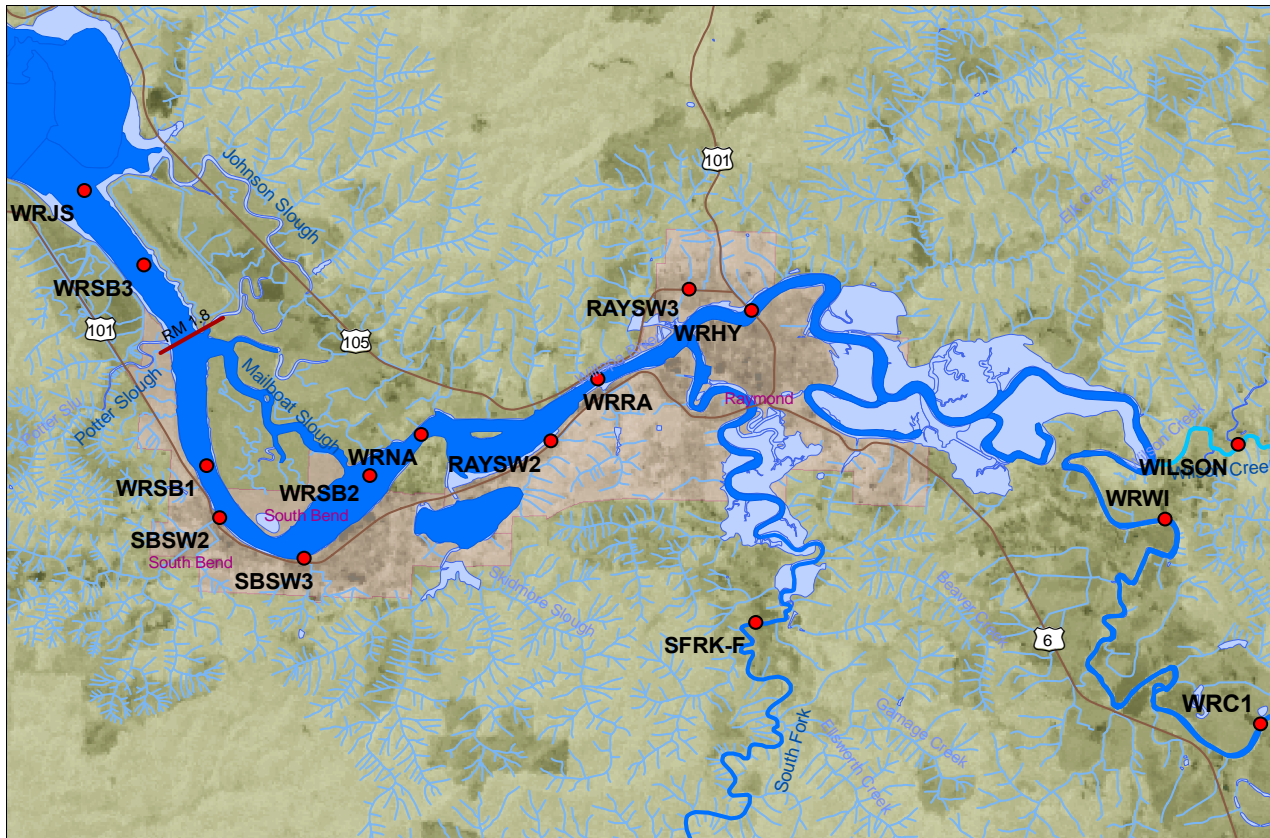 101
Johnson Slough
Elk Creek
WRJS
WRSB3
RAYSW3
RM 1.8
101
WRHY
105
Potter Slough
Mailboat Slough
WRRA
Raymond
WRNA
RAYSW2
WILSON
Wilson Creek
WRSB1
WRSB2
South Bend
WRWI
SBSW2
South Bend
SBSW3
Skidmore Slough
Beaver Creek
SFRK-F
6
South Fork
Ellsworth Creek
Gamage Creek
WRC1